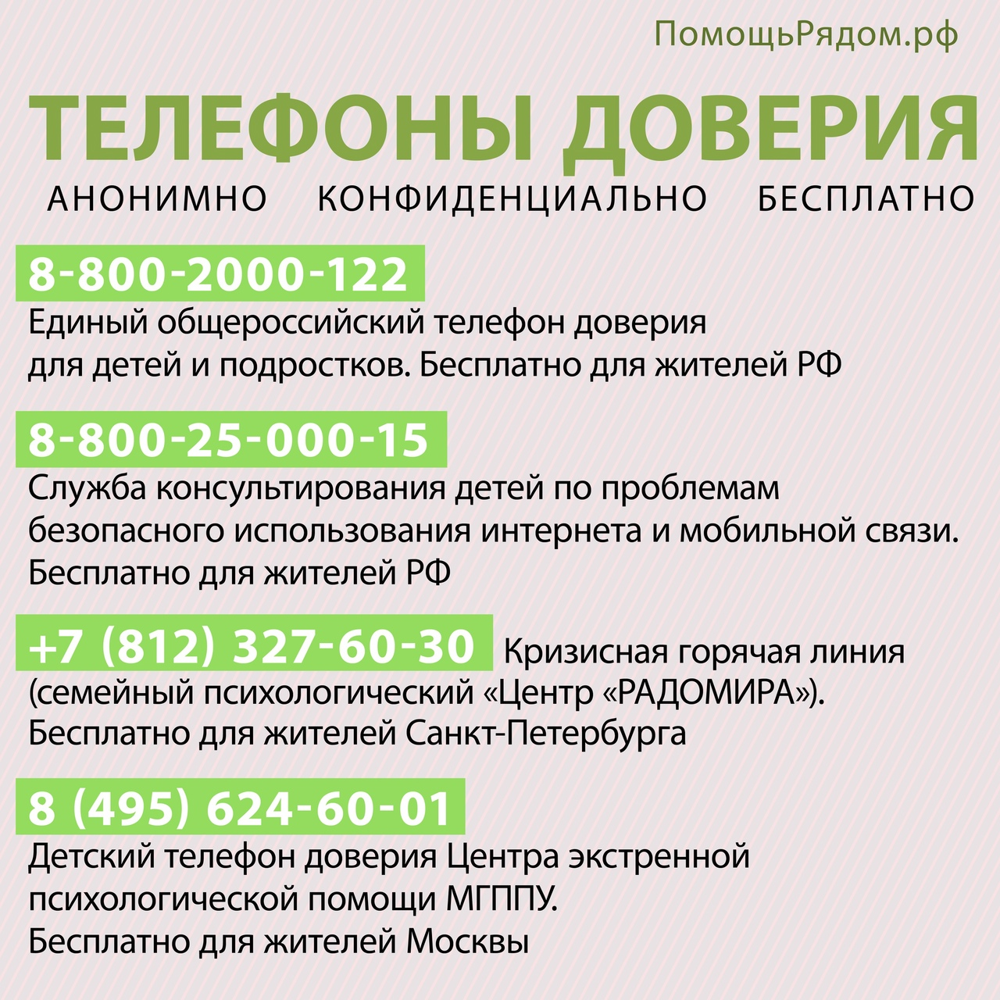 ПомощьРядом.рф
ТЕЛЕФОНЫ ДОВЕРИЯ
АНОНИМНО КОНФИДЕНЦИАЛЬНО БЕСПЛАТНО
8-800-2000-122
Единый общероссийский телефон доверия
для детей и подростков. Бесплатно для жителей РФ
8-800-25-000-15
Служба консультирования детей по проблемам
безопасного использования интернета и мобильной связи.
Бесплатно для жителей РФ
+7 (812) 327-60-30 Кризисная горячая линия
(семейный психологический «Центр «РАДОМИРА»).
Бесплатно для жителей Санкт-Петербурга
8 (495) 624-60-01
Детский телефон доверия Центра экстренной
психологической помощи МГППУ.
Бесплатно для жителей Москвы